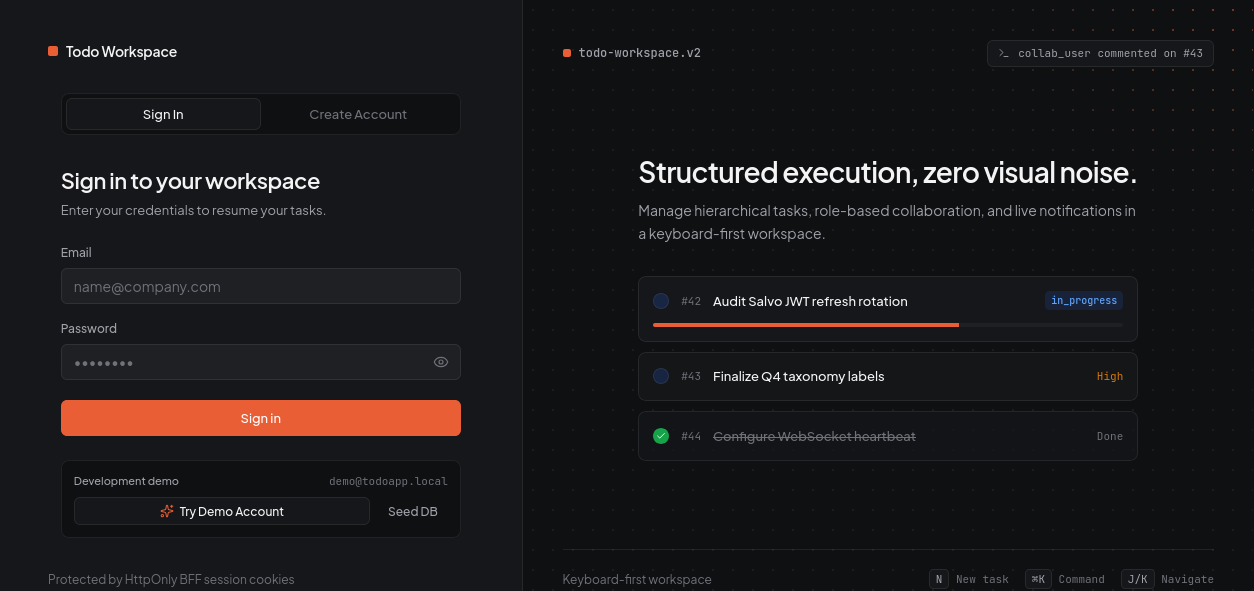 Todo Workspace
Sign In
Create Account
Sign in to your workspace
Enter your credentials to resume your tasks.
Email
name@company.com
Password
••••••••
Sign in
Development demo
demo@todoapp.local
Try Demo Account
Seed DB
Protected by HttpOnly BFF session cookies
todo-workspace.v2
>_ collab_user commented on #43
Structured execution, zero visual noise.
Manage hierarchical tasks, role-based collaboration, and live notifications in
a keyboard-first workspace.
#42 Audit Salvo JWT refresh rotation in_progress
#43 Finalize Q4 taxonomy labels High
#44 Configure WebSocket heartbeat Done
Keyboard-first workspace
N New task ⌘K Command J/K Navigate